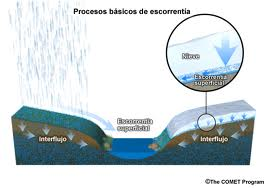 Procesos básicos de escorrentía
Nieve
Escorrentía
superficial
Escorrentía
superficial
Interflujo
Interflujo
©The COMET Program